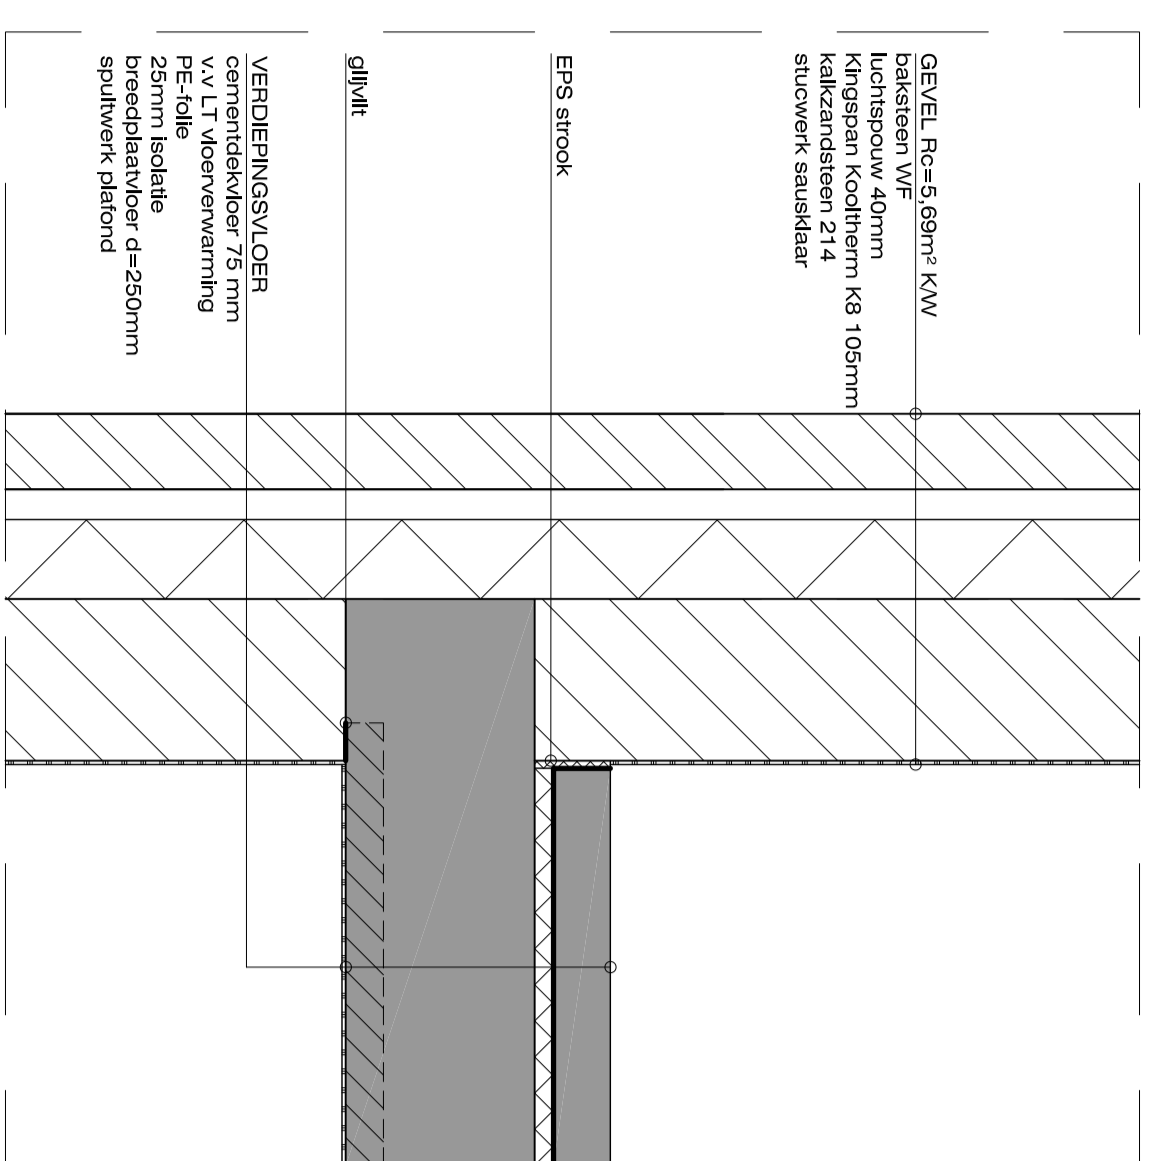 GEVEL Rc=5,69m² K/W
baksteen WF
luchtspouw 40mm
Kingspan Kooltherm K8 105mm
kalkzandsteen 214
stucwerk sausklaar
EPS strook
glijvilt
VERDIEPINGSVLOER
cementdekvloer 75 mm
v.v LT vloerverwarming
PE-folie
25mm isolatie
breedplaatvloer d=250mm
spuitwerk plafond